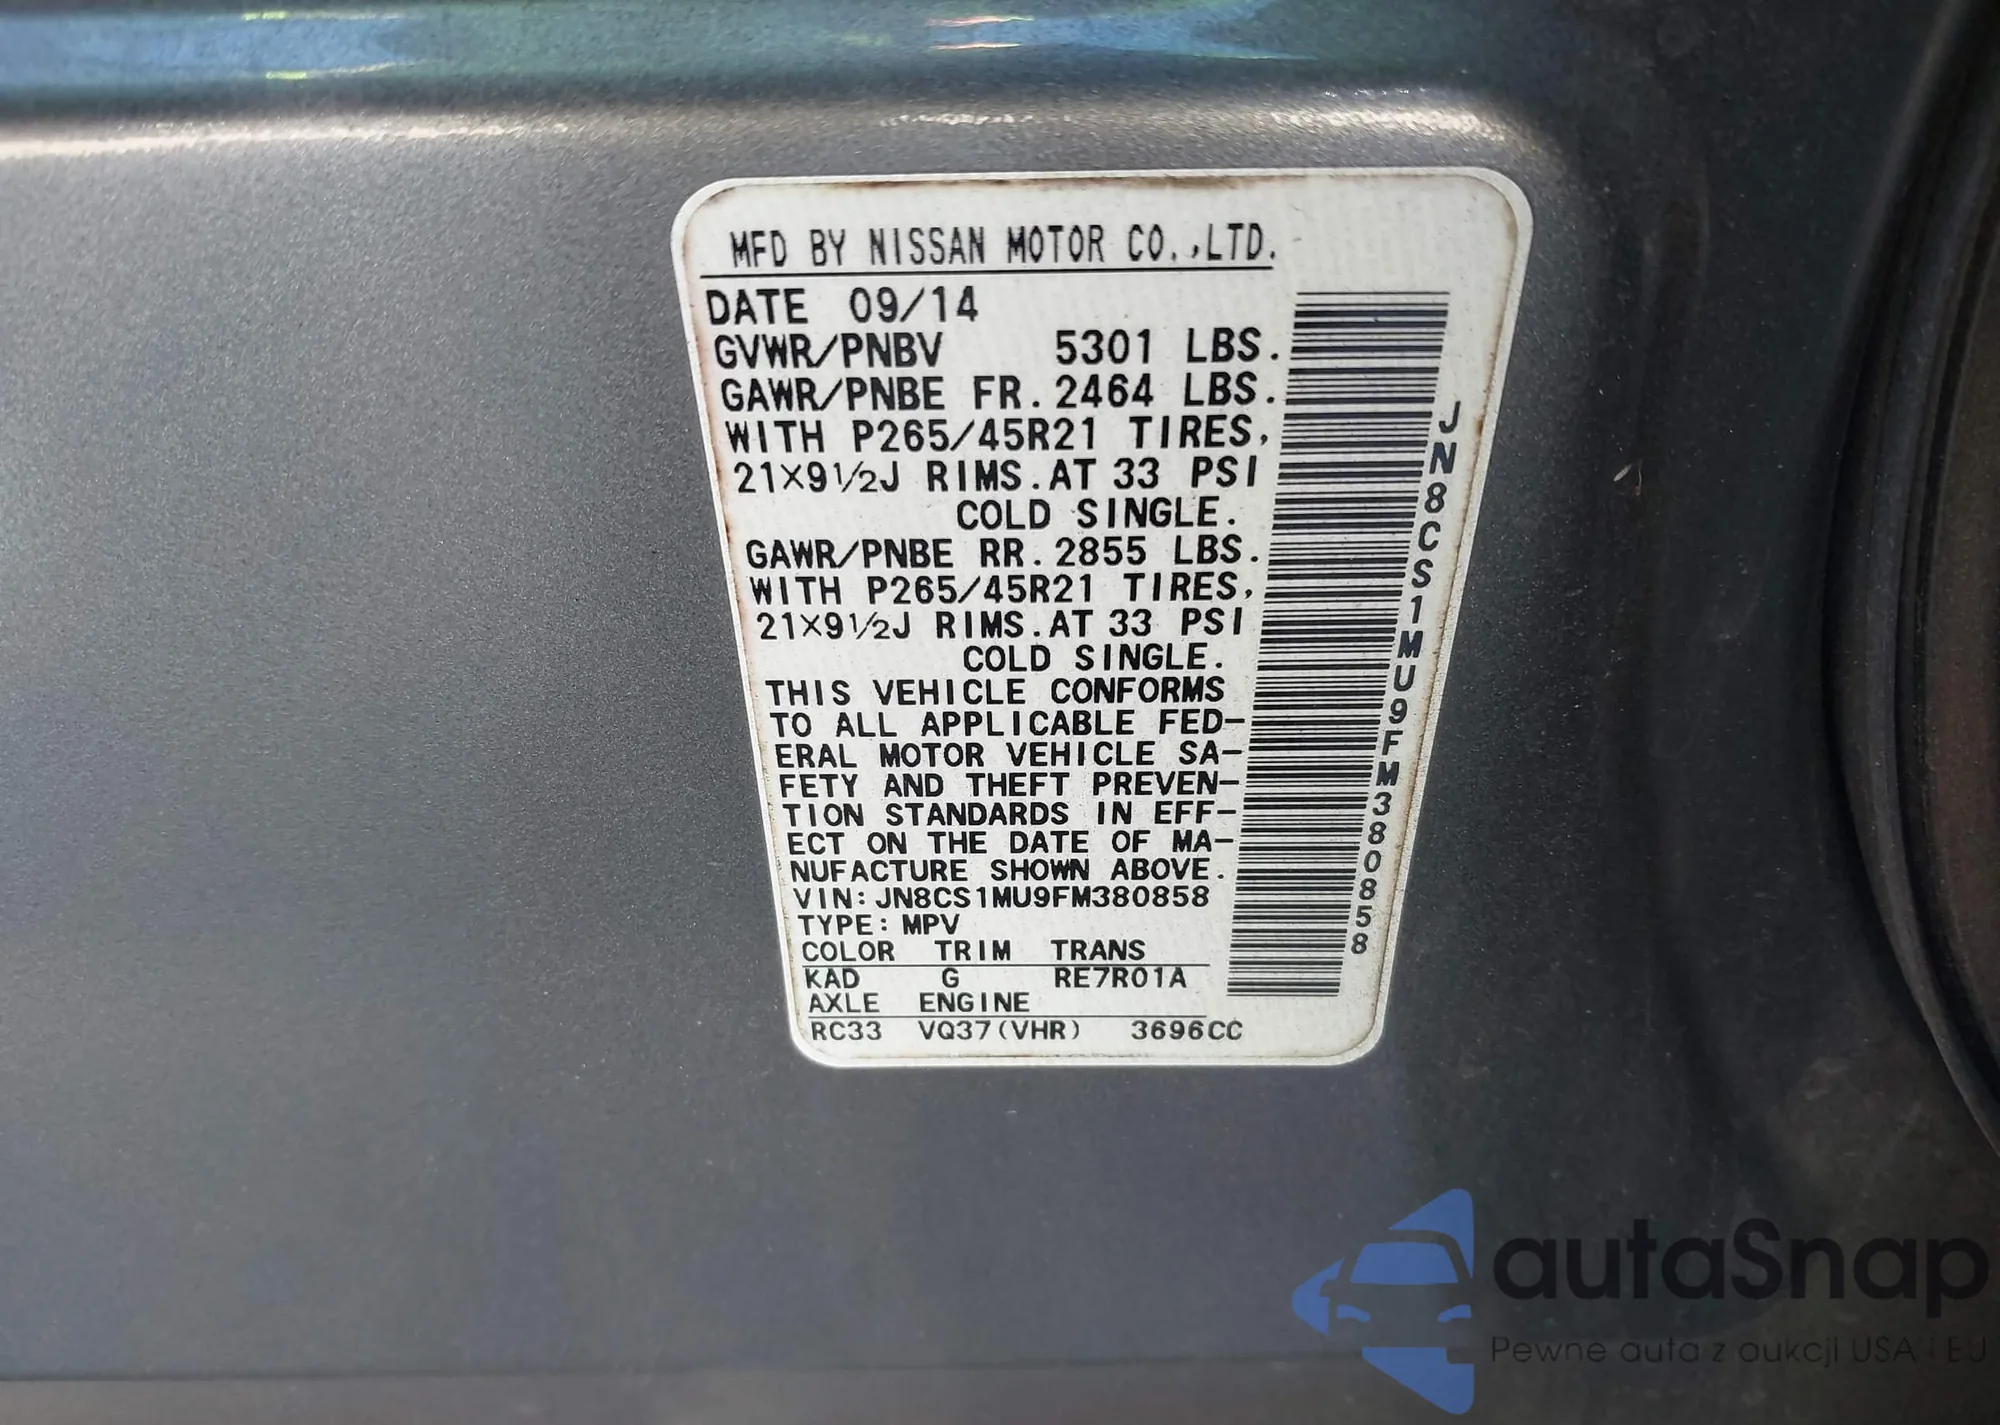 MFD BY NISSAN MOTOR CO.,LTD.
DATE 09/14
GVWR/PNBV 5301 LBS.
GAWR/PNBE FR.2464 LBS.
WITH P265/45R21 TIRES,
21×9½J RIMS.AT 33 PSI
COLD SINGLE.
GAWR/PNBE RR.2855 LBS.
WITH P265/45R21 TIRES,
21×9½J RIMS.AT 33 PSI
COLD SINGLE.
THIS VEHICLE CONFORMS
TO ALL APPLICABLE FED-
ERAL MOTOR VEHICLE SA-
FETY AND THEFT PREVEN-
TION STANDARDS IN EFF-
ECT ON THE DATE OF MA-
NUFACTURE SHOWN ABOVE.
VIN:JN8CS1MU9FM380858
TYPE:MPV
COLOR TRIM TRANS
KAD G RE7R01A
AXLE ENGINE
RC33 VQ37(VHR) 3696CC
JN8CS1MU9FM380858
autaSnap
Pewne auta z aukcji USA i EU